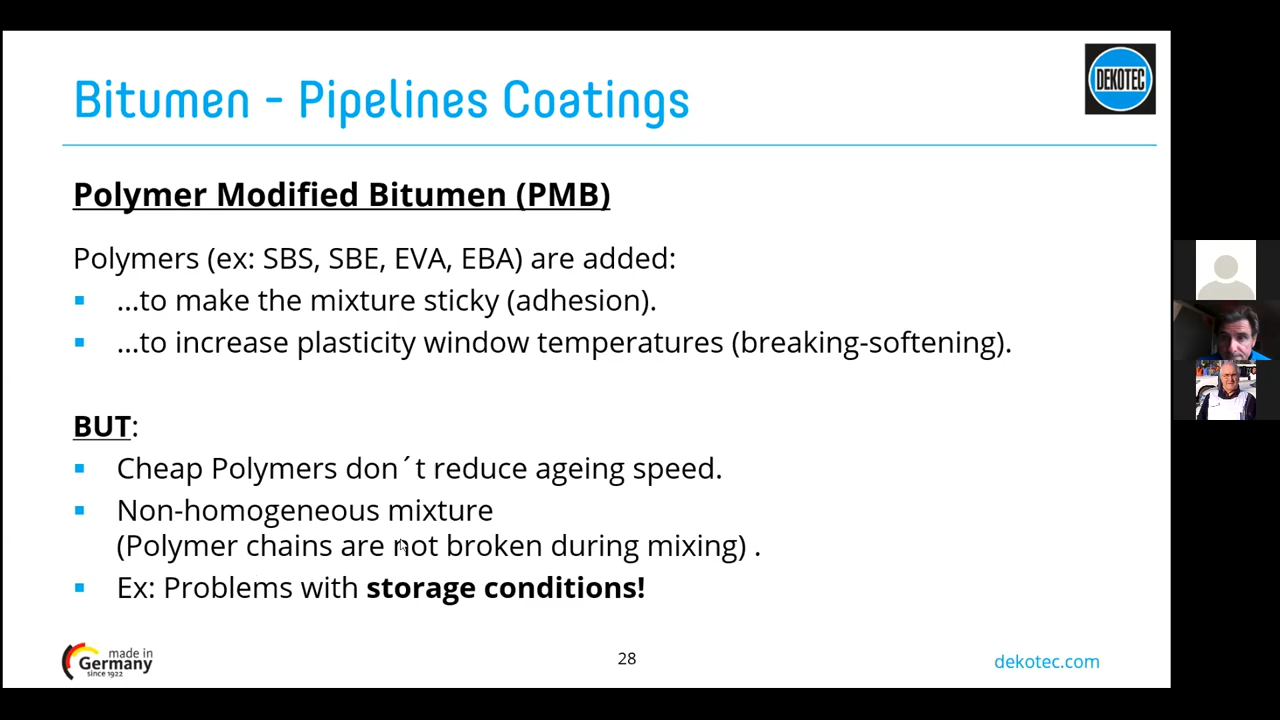 Bitumen - Pipelines Coatings
DEKOTEC
Polymer Modified Bitumen (PMB)
Polymers (ex: SBS, SBE, EVA, EBA) are added:
...to make the mixture sticky (adhesion).
...to increase plasticity window temperatures (breaking-softening).
BUT:
Cheap Polymers don´t reduce ageing speed.
Non-homogeneous mixture
(Polymer chains are not broken during mixing) .
Ex: Problems with storage conditions!
made in
Germany
since 1922
28
dekotec.com